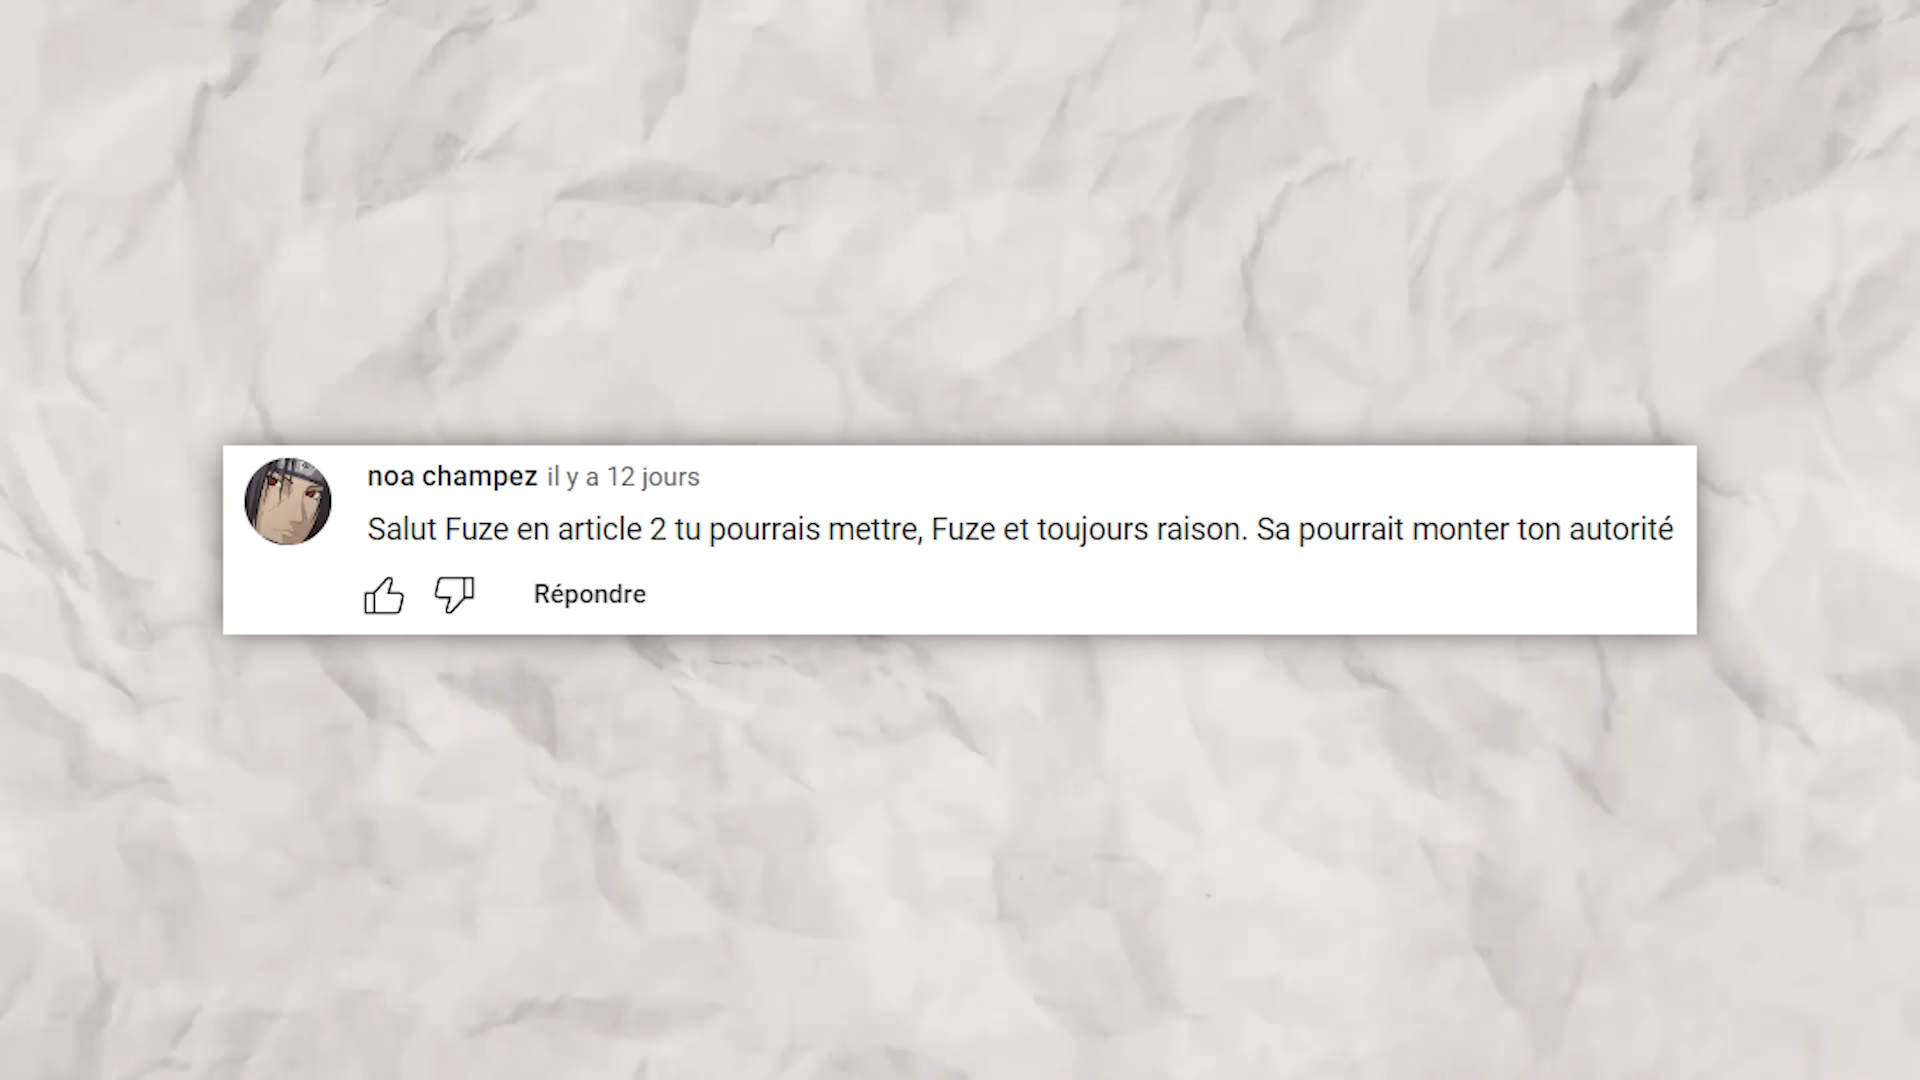 noa champez il y a 12 jours
Salut Fuze en article 2 tu pourrais mettre, Fuze et toujours raison. Sa pourrait monter ton autorité
Répondre